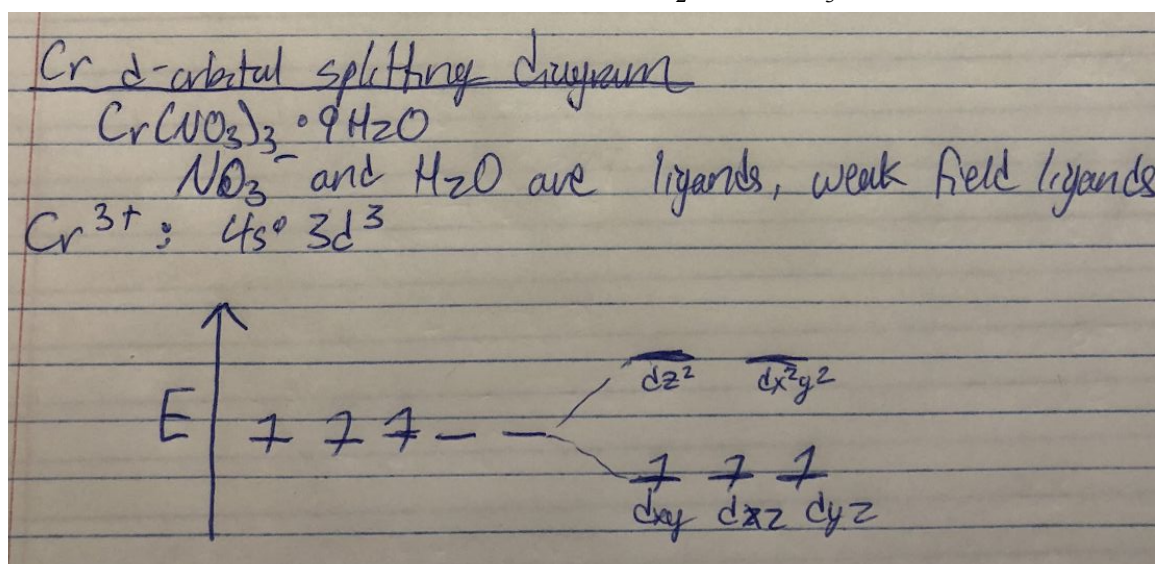 Cr d-orbital splitting diagram
Cr(NO3)3 • 9H2O
NO3⁻ and H2O are ligands, weak field ligands
Cr³⁺: 4s⁰ 3d³
E
dz² dx²y²
dxy dxz dyz